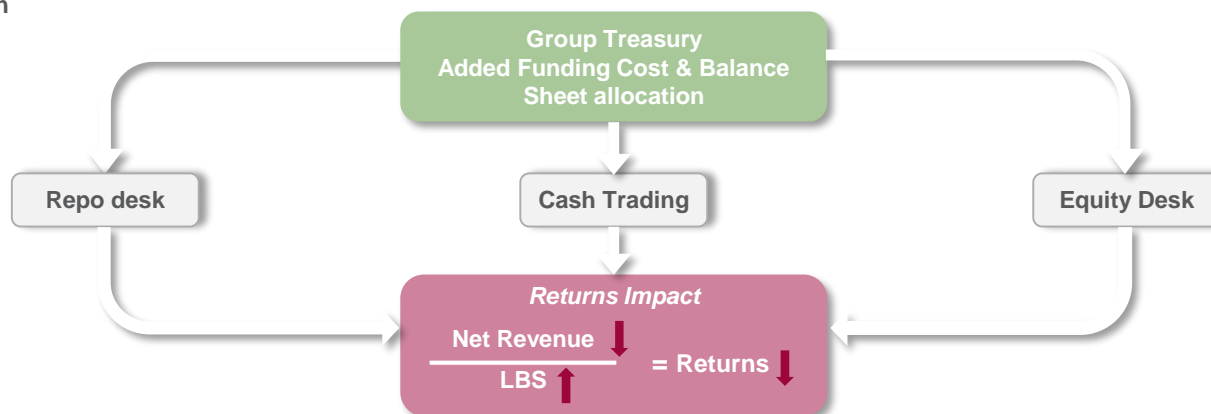 Group Treasury
Added Funding Cost & Balance
Sheet allocation
Repo desk
Cash Trading
Equity Desk
Returns Impact
Net Revenue
= Returns
LBS